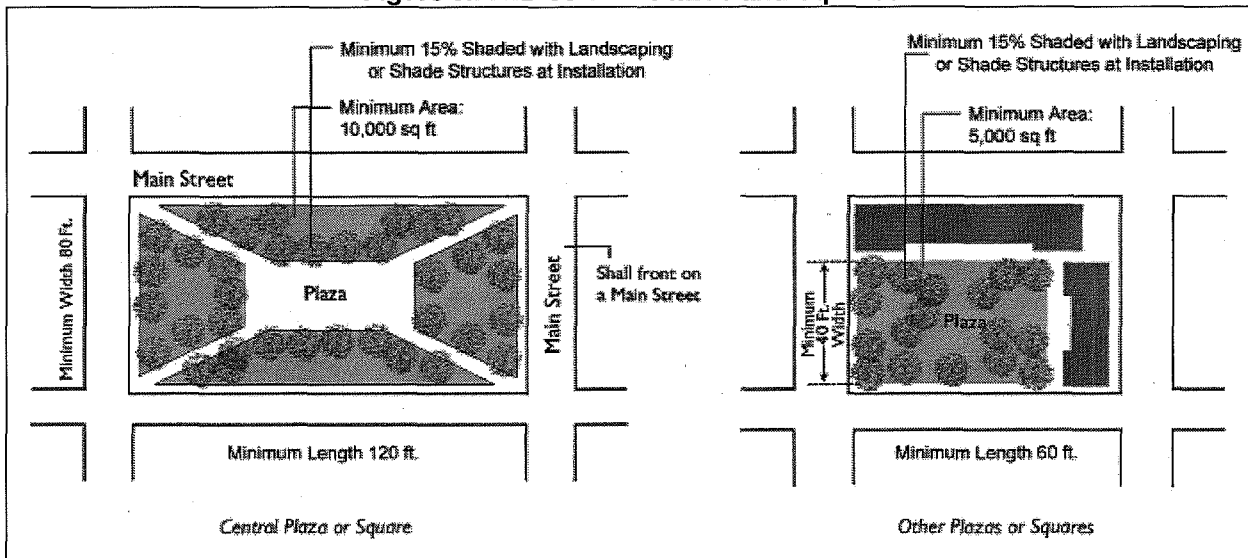 Minimum 15% Shaded with Landscaping
or Shade Structures at Installation
Minimum Area:
10,000 sq ft
Main Street
Minimum Width 80 Ft.
Plaza
Main Street
Shall front on
a Main Street
Minimum Length 120 ft.
Central Plaza or Square
Minimum 15% Shaded with Landscaping
or Shade Structures at Installation
Minimum Area:
5,000 sq ft
Minimum
40 Ft.
Width
Plaza
Minimum Length 60 ft.
Other Plazas or Squares